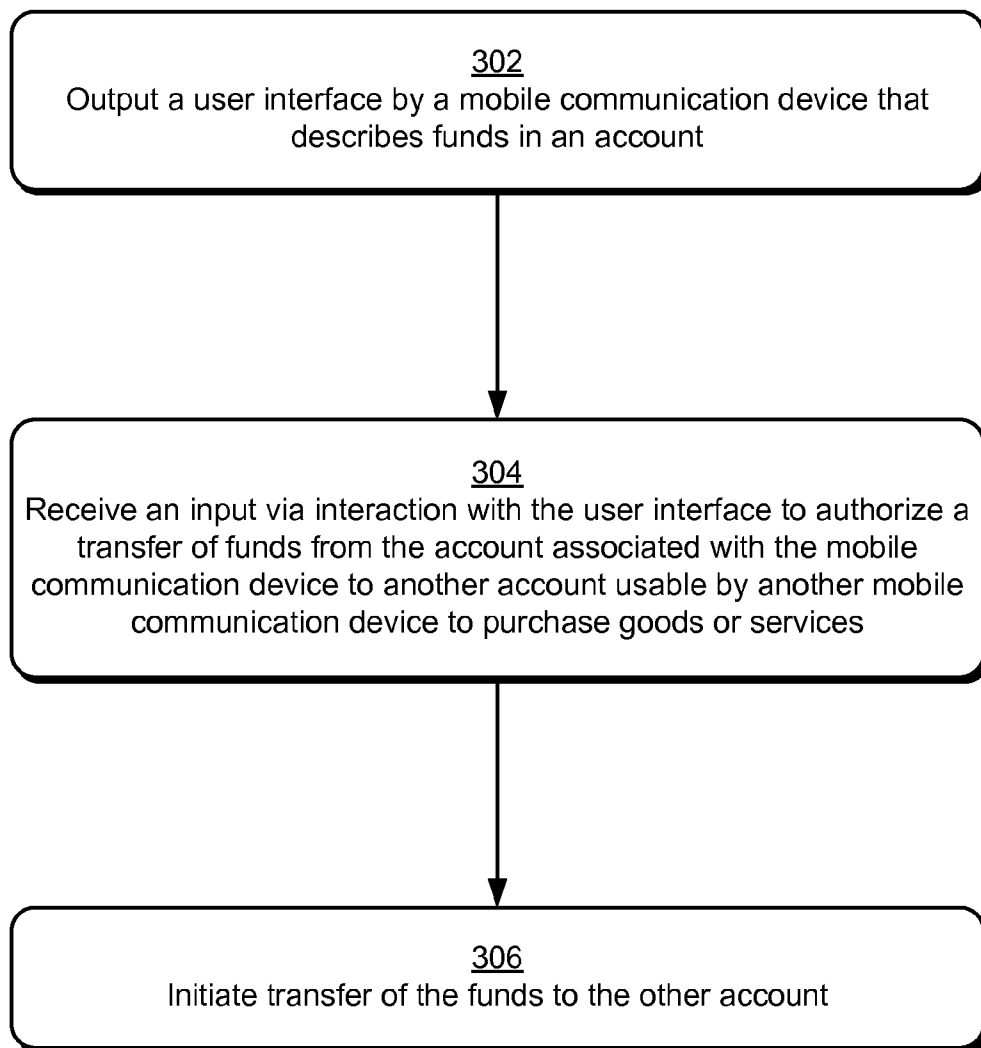 302
Output a user interface by a mobile communication device that
describes funds in an account
304
Receive an input via interaction with the user interface to authorize a
transfer of funds from the account associated with the mobile
communication device to another account usable by another mobile
communication device to purchase goods or services
306
Initiate transfer of the funds to the other account